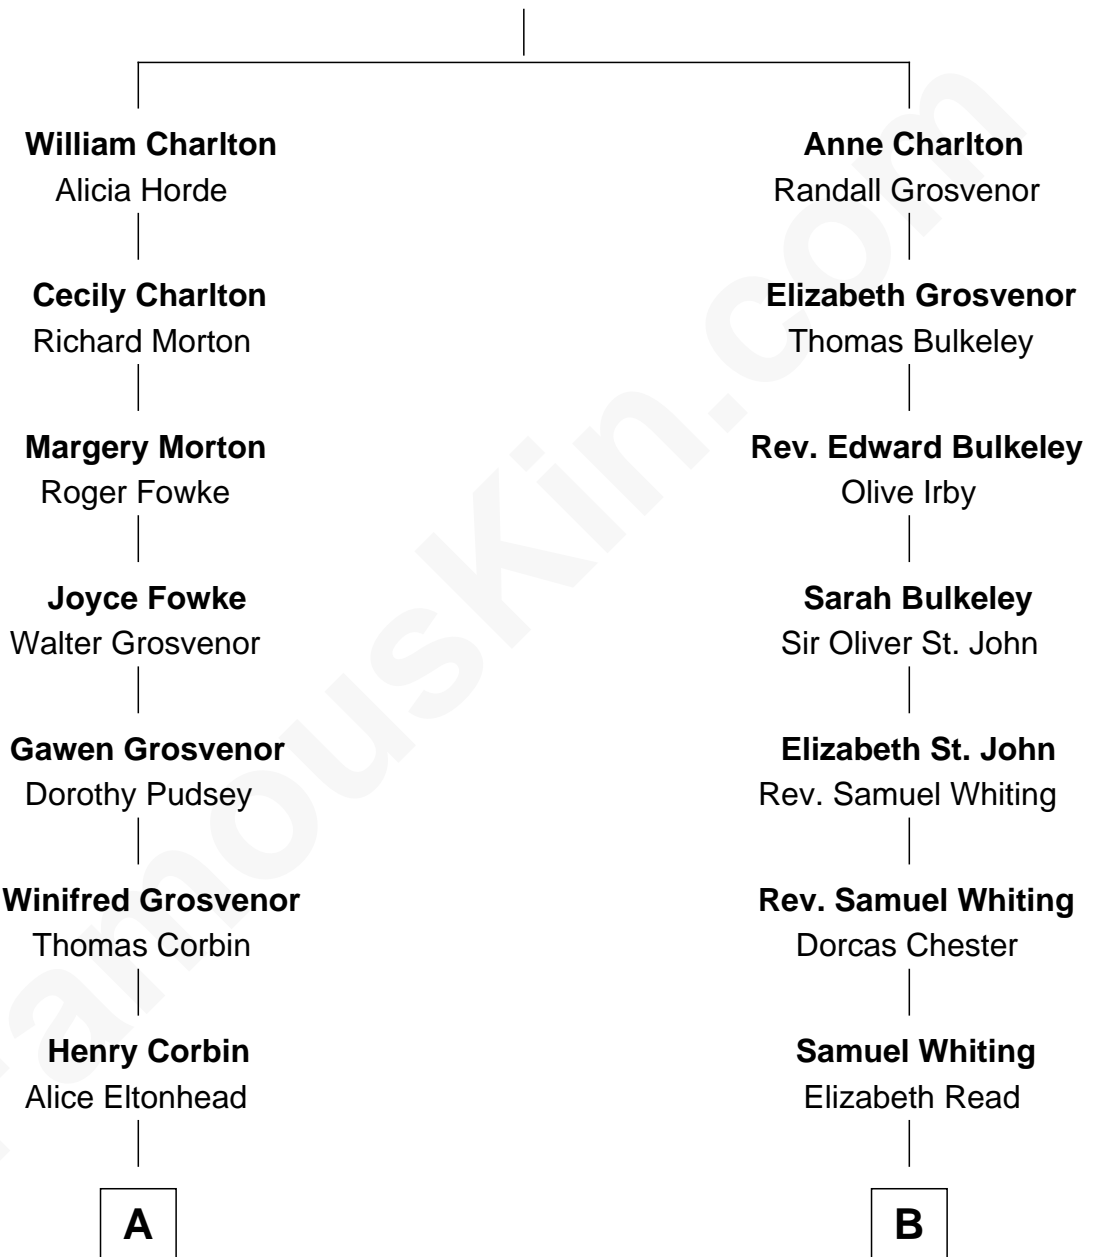 William Charlton
Alicia Horde
Anne Charlton
Randall Grosvenor
Cecily Charlton
Richard Morton
Elizabeth Grosvenor
Thomas Bulkeley
Margery Morton
Roger Fowke
Rev. Edward Bulkeley
Olive Irby
Joyce Fowke
Walter Grosvenor
Sarah Bulkeley
Sir Oliver St. John
Gawen Grosvenor
Dorothy Pudsey
Elizabeth St. John
Rev. Samuel Whiting
Winifred Grosvenor
Thomas Corbin
Rev. Samuel Whiting
Dorcas Chester
Henry Corbin
Alice Eltonhead
Samuel Whiting
Elizabeth Read
A
B
FamousKin.com